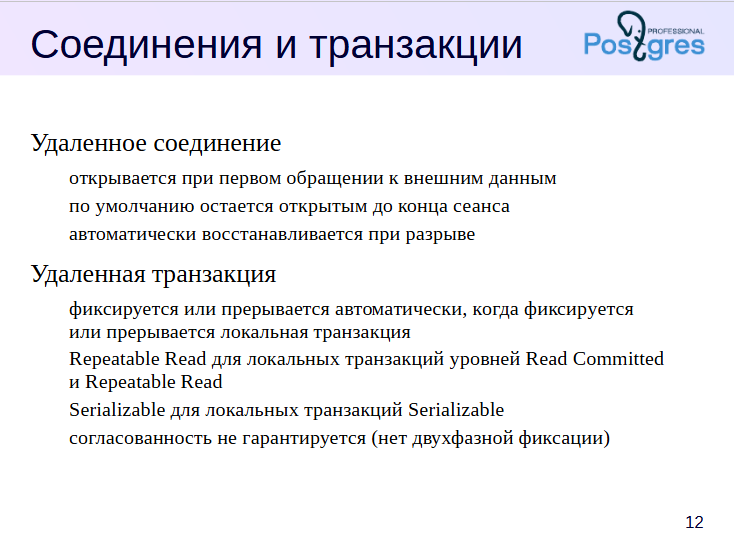 Соединения и транзакции
PROFESSIONAL
Postgres
Удаленное соединение
открывается при первом обращении к внешним данным
по умолчанию остается открытым до конца сеанса
автоматически восстанавливается при разрыве
Удаленная транзакция
фиксируется или прерывается автоматически, когда фиксируется
или прерывается локальная транзакция
Repeatable Read для локальных транзакций уровней Read Committed
и Repeatable Read
Serializable для локальных транзакций Serializable
согласованность не гарантируется (нет двухфазной фиксации)
12